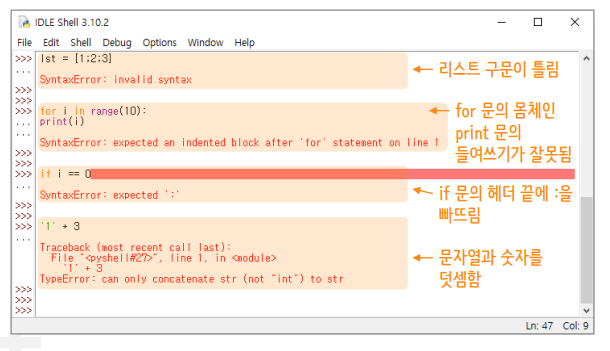 IDLE Shell 3.10.2
File Edit Shell Debug Options Window Help
>>> lst = [1;2;3]
...
SyntaxError: invalid syntax
리스트 구문이 틀림
>>>
>>>
>>> for i in range(10):
... print(i)
...
SyntaxError: expected an indented block after 'for' statement on line 1
for 문의 몸체인
print 문의
들여쓰기가 잘못됨
>>>
>>>
>>> if i == 0
...
SyntaxError: expected ':'
if 문의 헤더 끝에 :을
빠뜨림
>>>
>>>
>>> '1' + 3
...
Traceback (most recent call last):
File "<pyshell#27>", line 1, in <module>
'1' + 3
TypeError: can only concatenate str (not "int") to str
문자열과 숫자를
덧셈함
>>>
>>>
>>>
Ln: 47 Col: 9